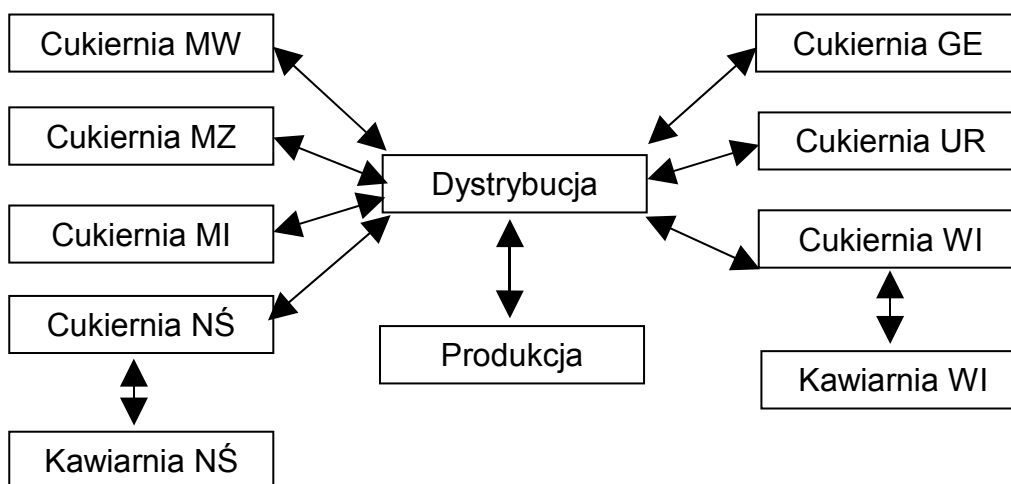 Cukiernia MW
Cukiernia GE
Cukiernia MZ
Cukiernia UR
Dystrybucja
Cukiernia MI
Cukiernia WI
Cukiernia NŚ
Produkcja
Kawiarnia WI
Kawiarnia NŚ